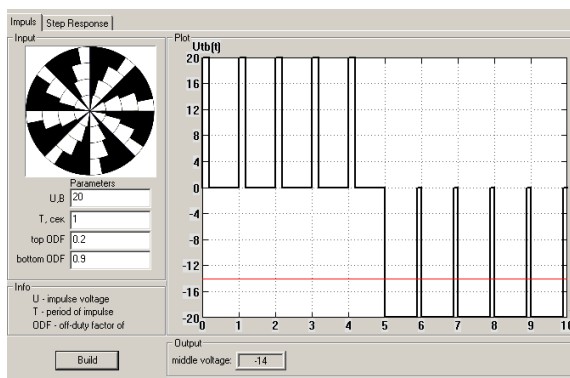 Impuls Step Response
Input
Parameters
U,B 20
T, сек. 1
top ODF 0.2
bottom ODF 0.9
Info
U - impulse voltage
T - period of impulse
ODF - off-duty factor of
Build
Plot
Utb(t)
20
16
12
8
4
0
-4
-8
-12
-16
-20
0 1 2 3 4 5 6 7 8 9
Output
middle voltage: -14